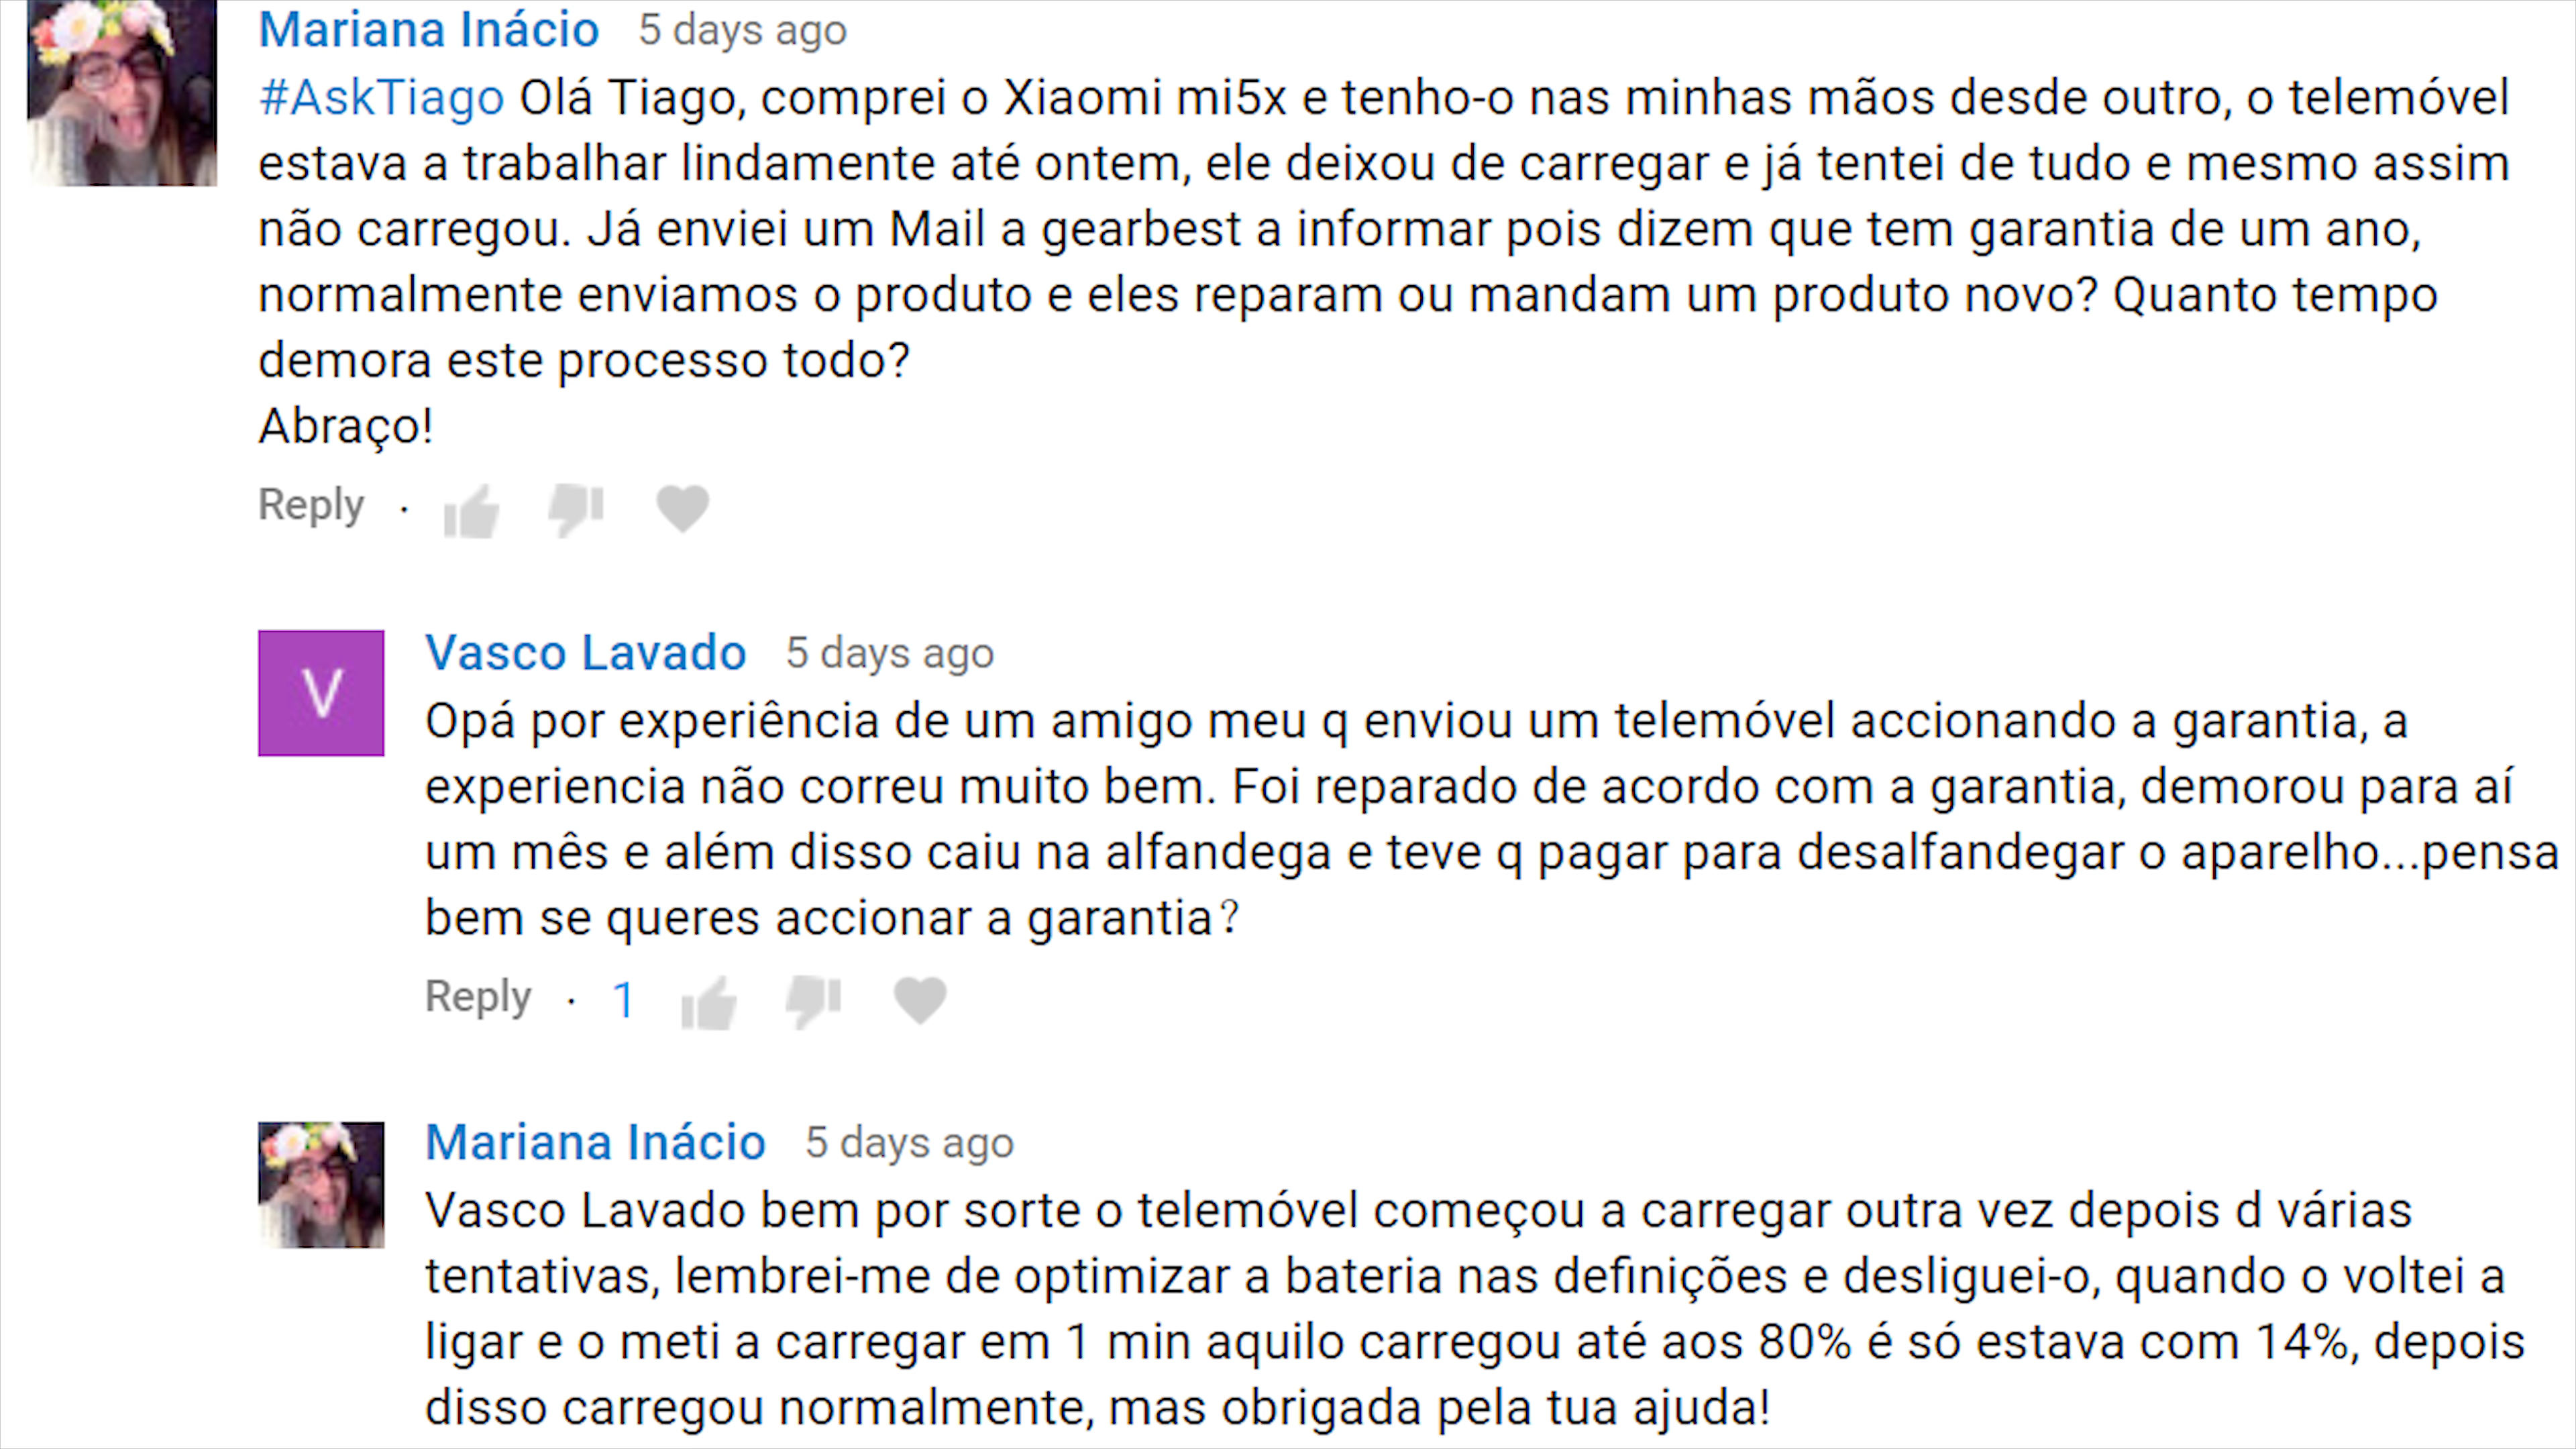 Mariana Inácio 5 days ago
#AskTiago Olá Tiago, comprei o Xiaomi mi5x e tenho-o nas minhas mãos desde outro, o telemóvel
estava a trabalhar lindamente até ontem, ele deixou de carregar e já tentei de tudo e mesmo assim
não carregou. Já enviei um Mail a gearbest a informar pois dizem que tem garantia de um ano,
normalmente enviamos o produto e eles reparam ou mandam um produto novo? Quanto tempo
demora este processo todo?
Abraço!
Reply ·
V
Vasco Lavado 5 days ago
Opá por experiência de um amigo meu q enviou um telemóvel accionando a garantia, a
experiencia não correu muito bem. Foi reparado de acordo com a garantia, demorou para aí
um mês e além disso caiu na alfandega e teve q pagar para desalfandegar o aparelho...pensa
bem se queres accionar a garantia?
Reply · 1
Mariana Inácio 5 days ago
Vasco Lavado bem por sorte o telemóvel começou a carregar outra vez depois d várias
tentativas, lembrei-me de optimizar a bateria nas definições e desliguei-o, quando o voltei a
ligar e o meti a carregar em 1 min aquilo carregou até aos 80% é só estava com 14%, depois
disso carregou normalmente, mas obrigada pela tua ajuda!